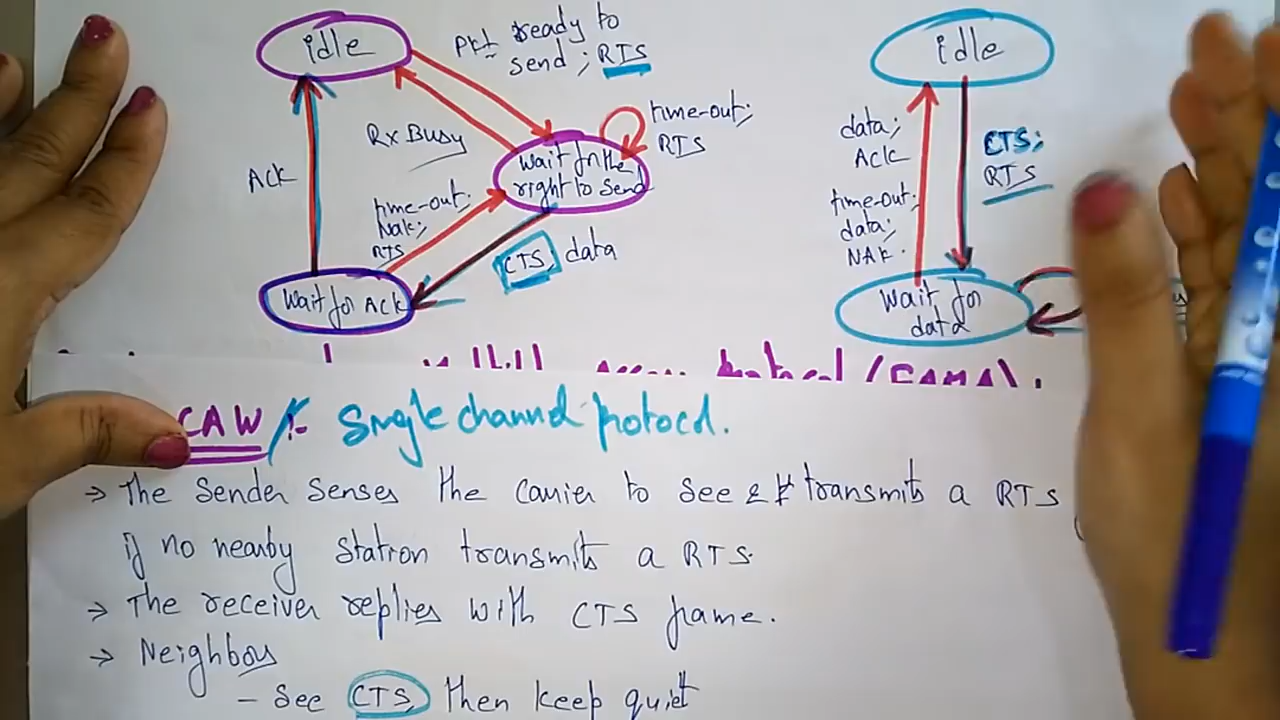 idle
Pkt ready to
send ; RTS
Rx Busy
time-out;
RTS
Wait for the
right to send
Ack
time-out;
Nak;
RTS
CTS; data
Wait for Ack
idle
data;
Ack
CTS;
RTS
time-out;
data;
NAK.
Wait for
data
CAW :- Single channel protocol.
→ The Sender Senses the carrier to see & transmits a RTS
if no nearby station transmits a RTS.
→ The receiver replies with CTS frame.
→ Neighbors
- See CTS, then keep quiet